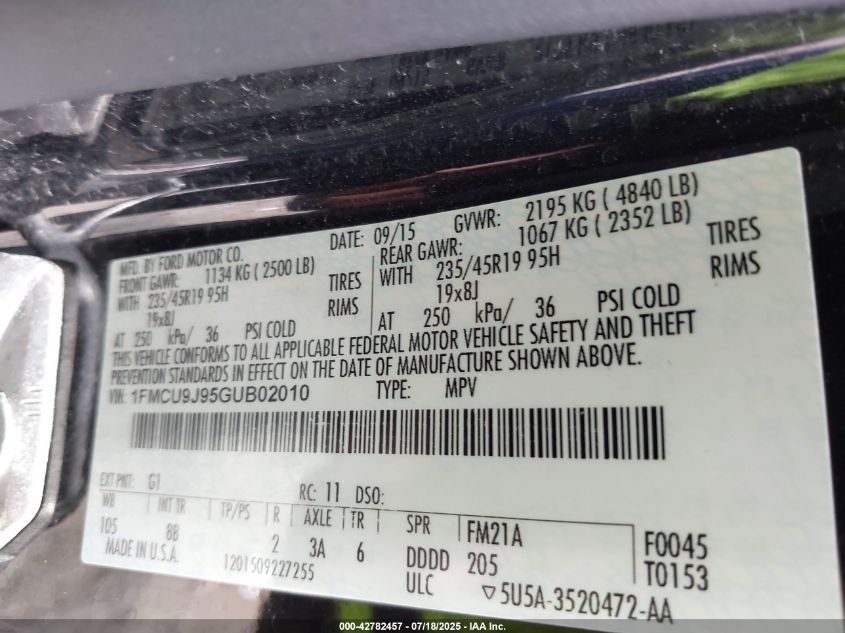 MFD. BY FORD MOTOR CO.
DATE: 09/15 GVWR: 2195 KG ( 4840 LB)
FRONT GAWR: 1134 KG ( 2500 LB) REAR GAWR: 1067 KG ( 2352 LB)
WITH 235/45R19 95H TIRES WITH 235/45R19 95H TIRES
19x8J RIMS 19x8J RIMS
AT 250 kPa/ 36 PSI COLD AT 250 kPa/ 36 PSI COLD
THIS VEHICLE CONFORMS TO ALL APPLICABLE FEDERAL MOTOR VEHICLE SAFETY AND THEFT
PREVENTION STANDARDS IN EFFECT ON THE DATE OF MANUFACTURE SHOWN ABOVE.
VIN: 1FMCU9J95GUB02010 TYPE: MPV
EXT PNT: G1 RC: 11 DSO:
WB INT TR TP/PS R AXLE TR SPR FM21A F0045
105 8B 2 3A 6 DDDD 205 T0153
MADE IN U.S.A. 1201509227255 ULC ▽5U5A-3520472-AA
000-42782457 - 07/18/2025 - IAA Inc.